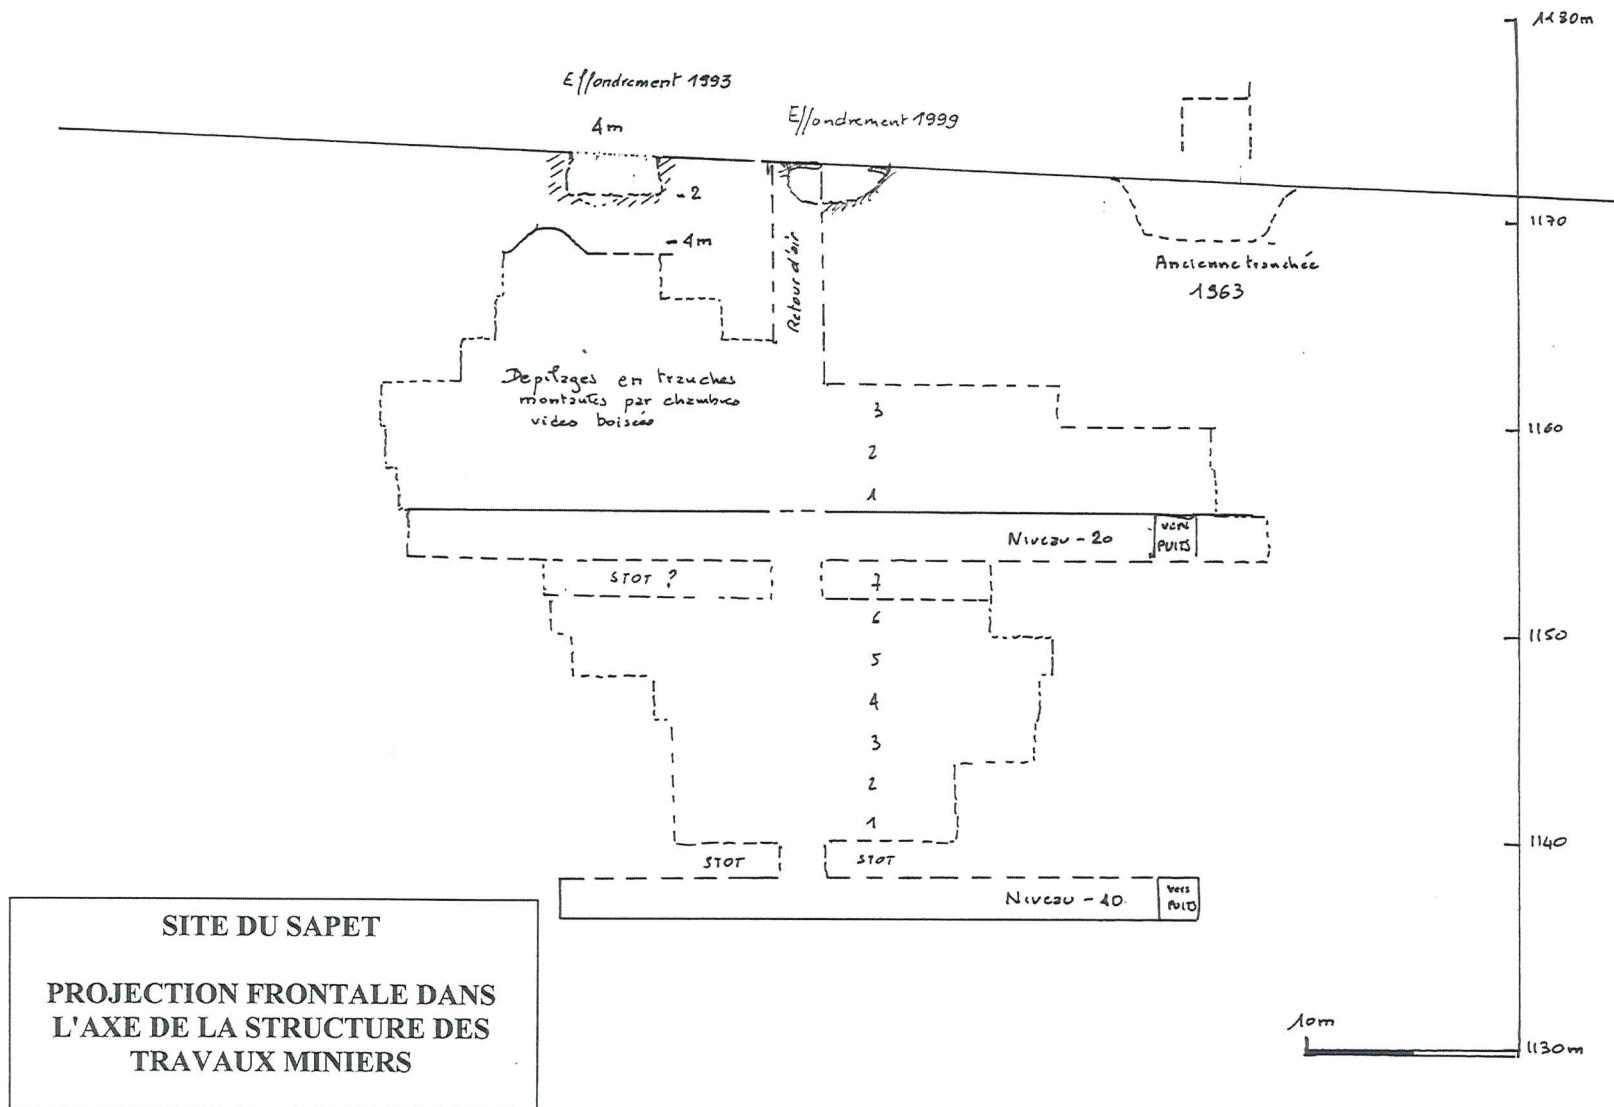 1180m
Effondrement 1993
Effondrement 1999
4m
-2
-4m
1170
Retour d'air
Ancienne tranchée
1963
Depilages en tranches
montantes par chambres
vides boisées
3
2
1
1160
Niveau -20
vers
PUITS
STOT ?
7
6
5
4
3
2
1
1150
1140
STOT
STOT
Niveau -40
vers
PUITS
SITE DU SAPET
PROJECTION FRONTALE DANS
L'AXE DE LA STRUCTURE DES
TRAVAUX MINIERS
10m
1130m